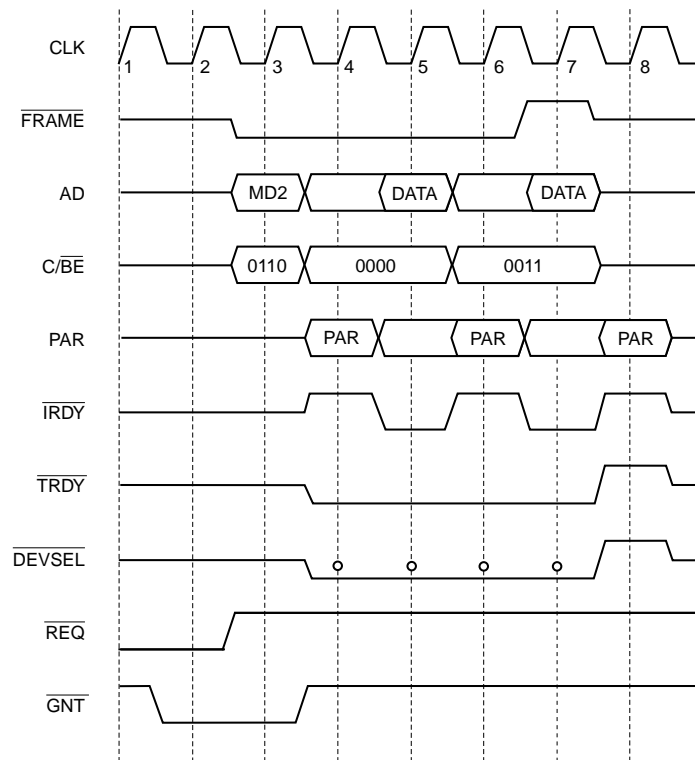 CLK
1 2 3 4 5 6 7 8
FRAME
AD MD2 DATA DATA
C/BE 0110 0000 0011
PAR PAR PAR PAR
IRDY
TRDY
DEVSEL
REQ
GNT